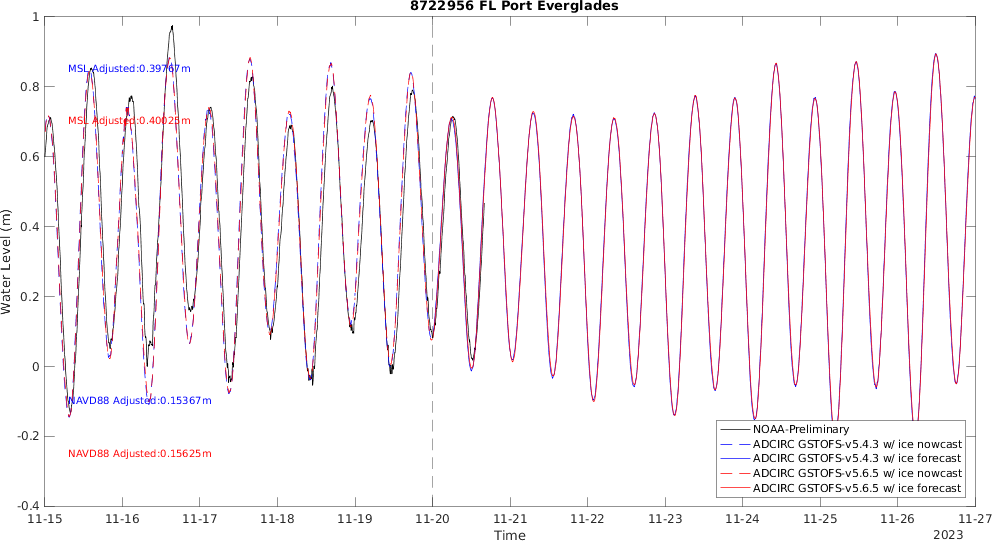 8722956 FL Port Everglades
1
0.8
0.6
0.4
0.2
0
-0.2
-0.4
Water Level (m)
MSL Adjusted:0.39767m
MSL Adjusted:0.40025m
NAVD88 Adjusted:0.15367m
NAVD88 Adjusted:0.15625m
NOAA-Preliminary
ADCIRC GSTOFS-v5.4.3 w/ ice nowcast
ADCIRC GSTOFS-v5.4.3 w/ ice forecast
ADCIRC GSTOFS-v5.6.5 w/ ice nowcast
ADCIRC GSTOFS-v5.6.5 w/ ice forecast
11-15 11-16 11-17 11-18 11-19 11-20 11-21 11-22 11-23 11-24 11-25 11-26 11-27
Time
2023